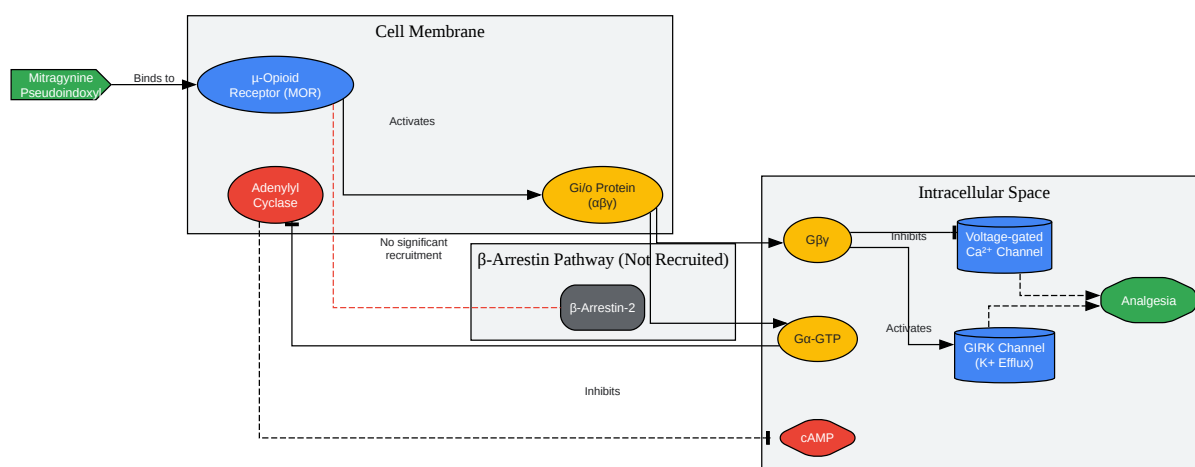 Cell Membrane
Mitragynine
Pseudoindoxyl
Binds to
μ-Opioid
Receptor (MOR)
Activates
Adenylyl
Cyclase
Gi/o Protein
(αβγ)
No significant
recruitment
β-Arrestin Pathway (Not Recruited)
β-Arrestin-2
Intracellular Space
Gβγ
Inhibits
Voltage-gated
Ca²⁺ Channel
Analgesia
Activates
GIRK Channel
(K+ Efflux)
Gα-GTP
Inhibits
cAMP